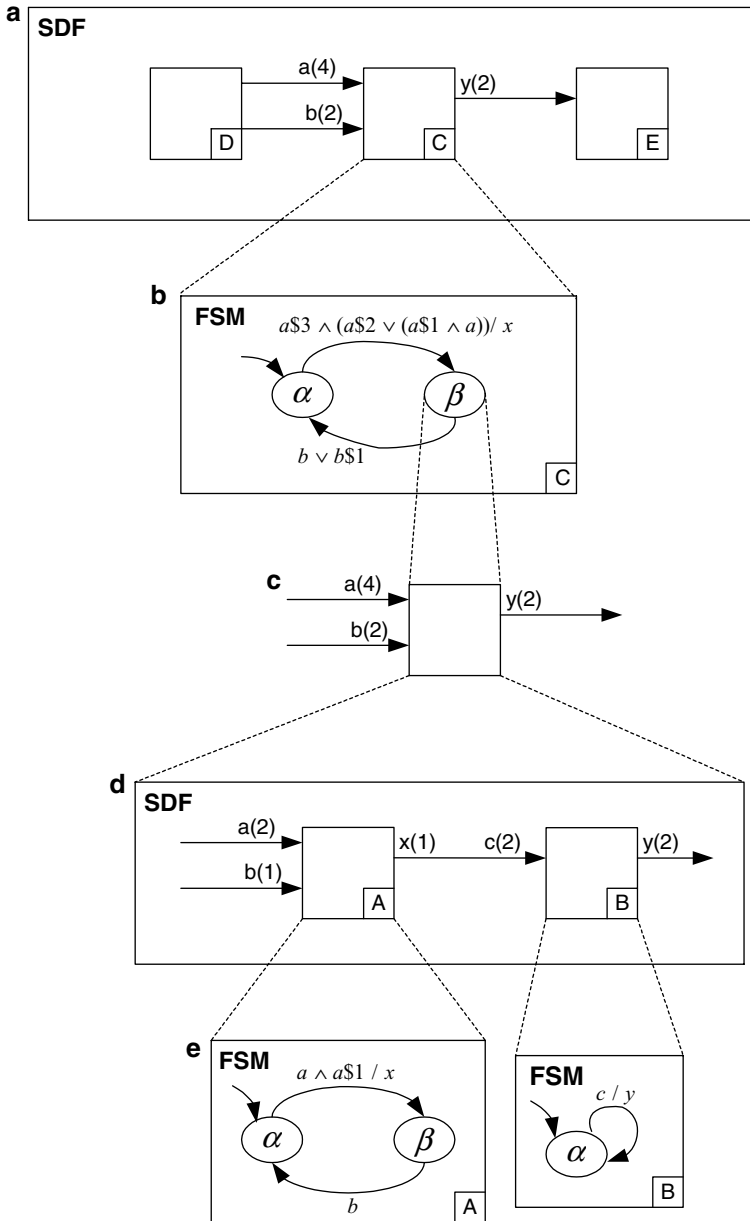 a
SDF
a(4)
y(2)
b(2)
D
C
E
b
FSM
a$3 ∧ (a$2 ∨ (a$1 ∧ a))/ x
α
β
b ∨ b$1
C
c
a(4)
y(2)
b(2)
d
SDF
a(2)
x(1)
c(2)
y(2)
b(1)
A
B
e
FSM
a ∧ a$1 / x
α
β
b
A
FSM
c / y
α
B